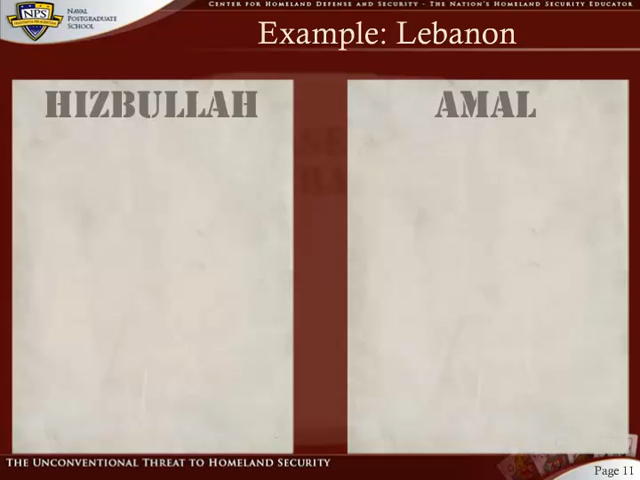 CENTER FOR HOMELAND DEFENSE AND SECURITY - THE NATION'S HOMELAND SECURITY EDUCATOR
NPS
NAVAL
POSTGRADUATE
SCHOOL
Example: Lebanon
HIZBULLAH
AMAL
THE UNCONVENTIONAL THREAT TO HOMELAND SECURITY
Page 11